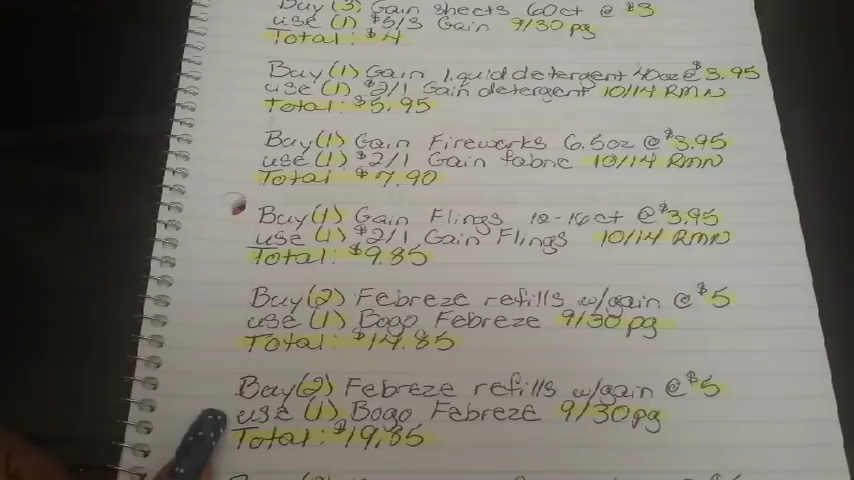 Buy (3) Gain sheets 60ct @ $3
use (1) $5/3 Gain 9/30 pg
Total: $4
Buy (1) Gain liquid detergent 40oz @ $3.95
use (1) $2/1 Gain detergent 10/14 RMN
Total: $5.95
Buy (1) Gain Fireworks 6.5oz @ $3.95
use (1) $2/1 Gain fabric 10/14 RMN
Total $7.90
Buy (1) Gain Flings 12-16ct @ $3.95
use (1) $2/1 Gain Flings 10/14 RMN
Total: $9.85
Buy (2) Febreze refills w/gain @ $5
use (1) Bogo Febreze 9/30 pg
Total: $14.85
Buy (2) Febreze refills w/gain @ $5
use (1) Bogo Febreze 9/30 pg
Total: $19.85